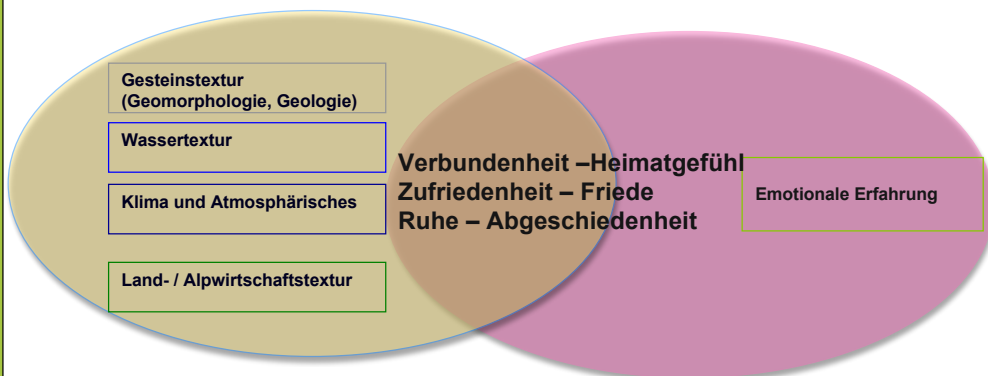 Gesteinstextur
(Geomorphologie, Geologie)
Wassertextur
Klima und Atmosphärisches
Land- / Alpwirtschaftstextur
Verbundenheit –Heimatgefühl
Zufriedenheit – Friede
Ruhe – Abgeschiedenheit
Emotionale Erfahrung